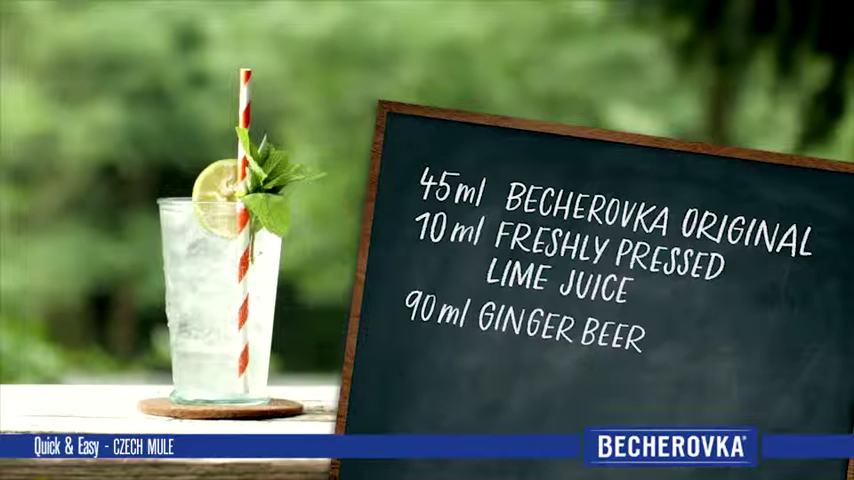 45ml BECHEROVKA ORIGINAL
10ml FRESHLY PRESSED
LIME JUICE
90ml GINGER BEER
Quick & Easy - CZECH MULE
BECHEROVKA®